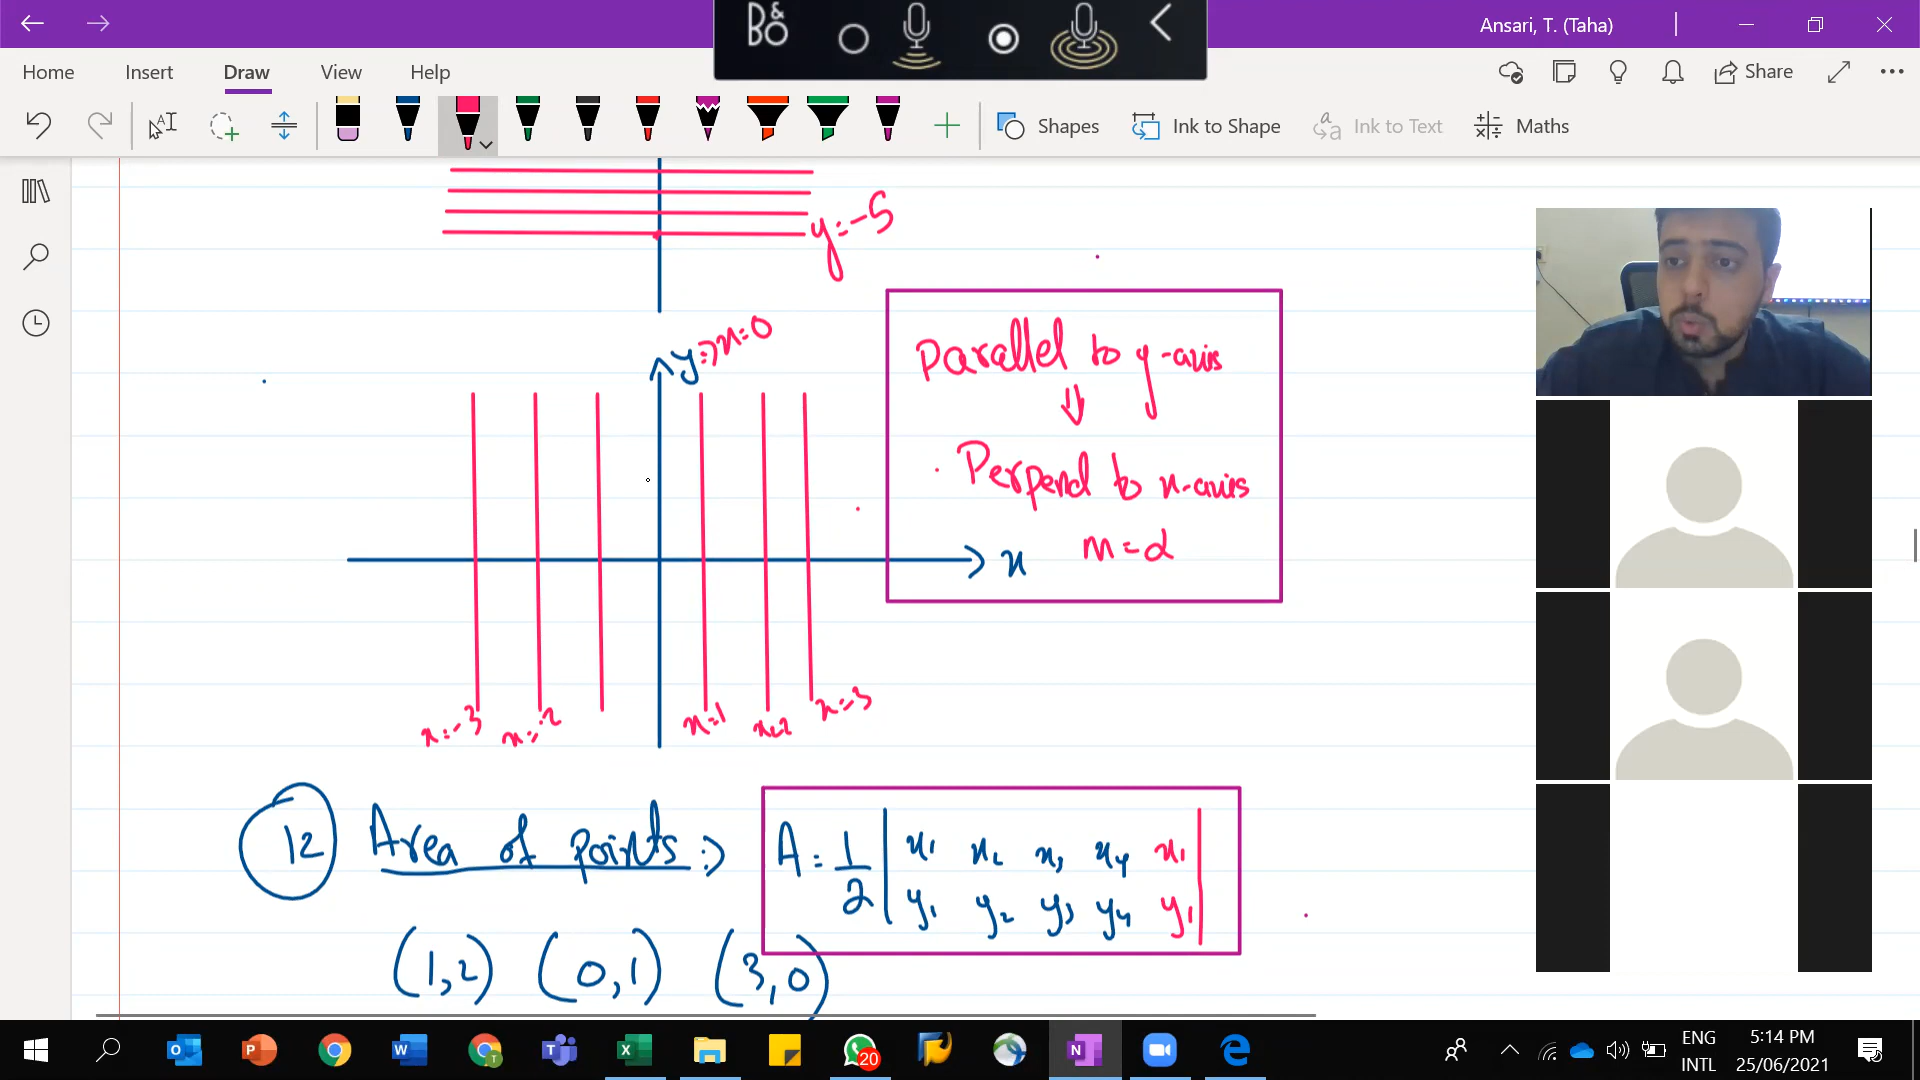 B&O
Ansari, T. (Taha)
Home Insert Draw View Help
Share
Shapes Ink to Shape Ink to Text Maths
y=-5
y:→x=0
Parallel to y-axis
⇓
Perpend to x-axis
m=α
x
x=-3 x=-2 x=1 x=2 x=3
12 Area of points:→
A = 1/2 | x1 x2 x3 x4 x1 |
| y1 y2 y3 y4 y1 |
(1,2) (0,1) (3,0)
20
ENG
INTL
5:14 PM
25/06/2021